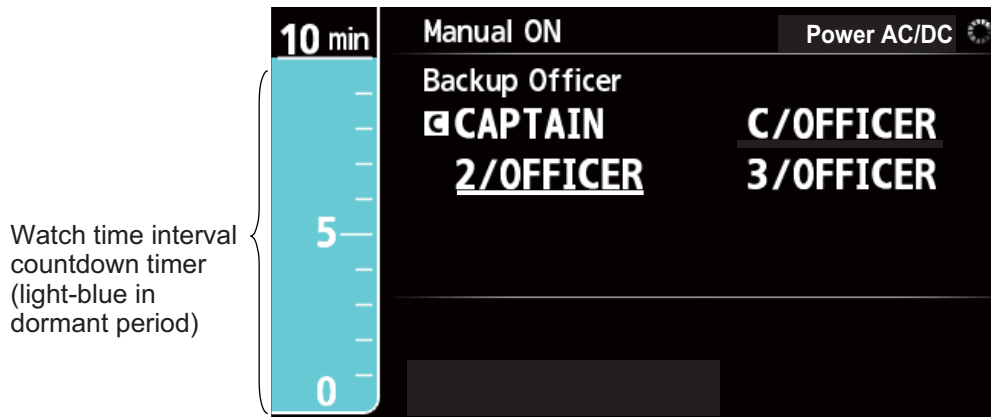 10 min
Manual ON
Power AC/DC
Backup Officer
C CAPTAIN
C/OFFICER
2/OFFICER
3/OFFICER
5
0
Watch time interval
countdown timer
(light-blue in
dormant period)